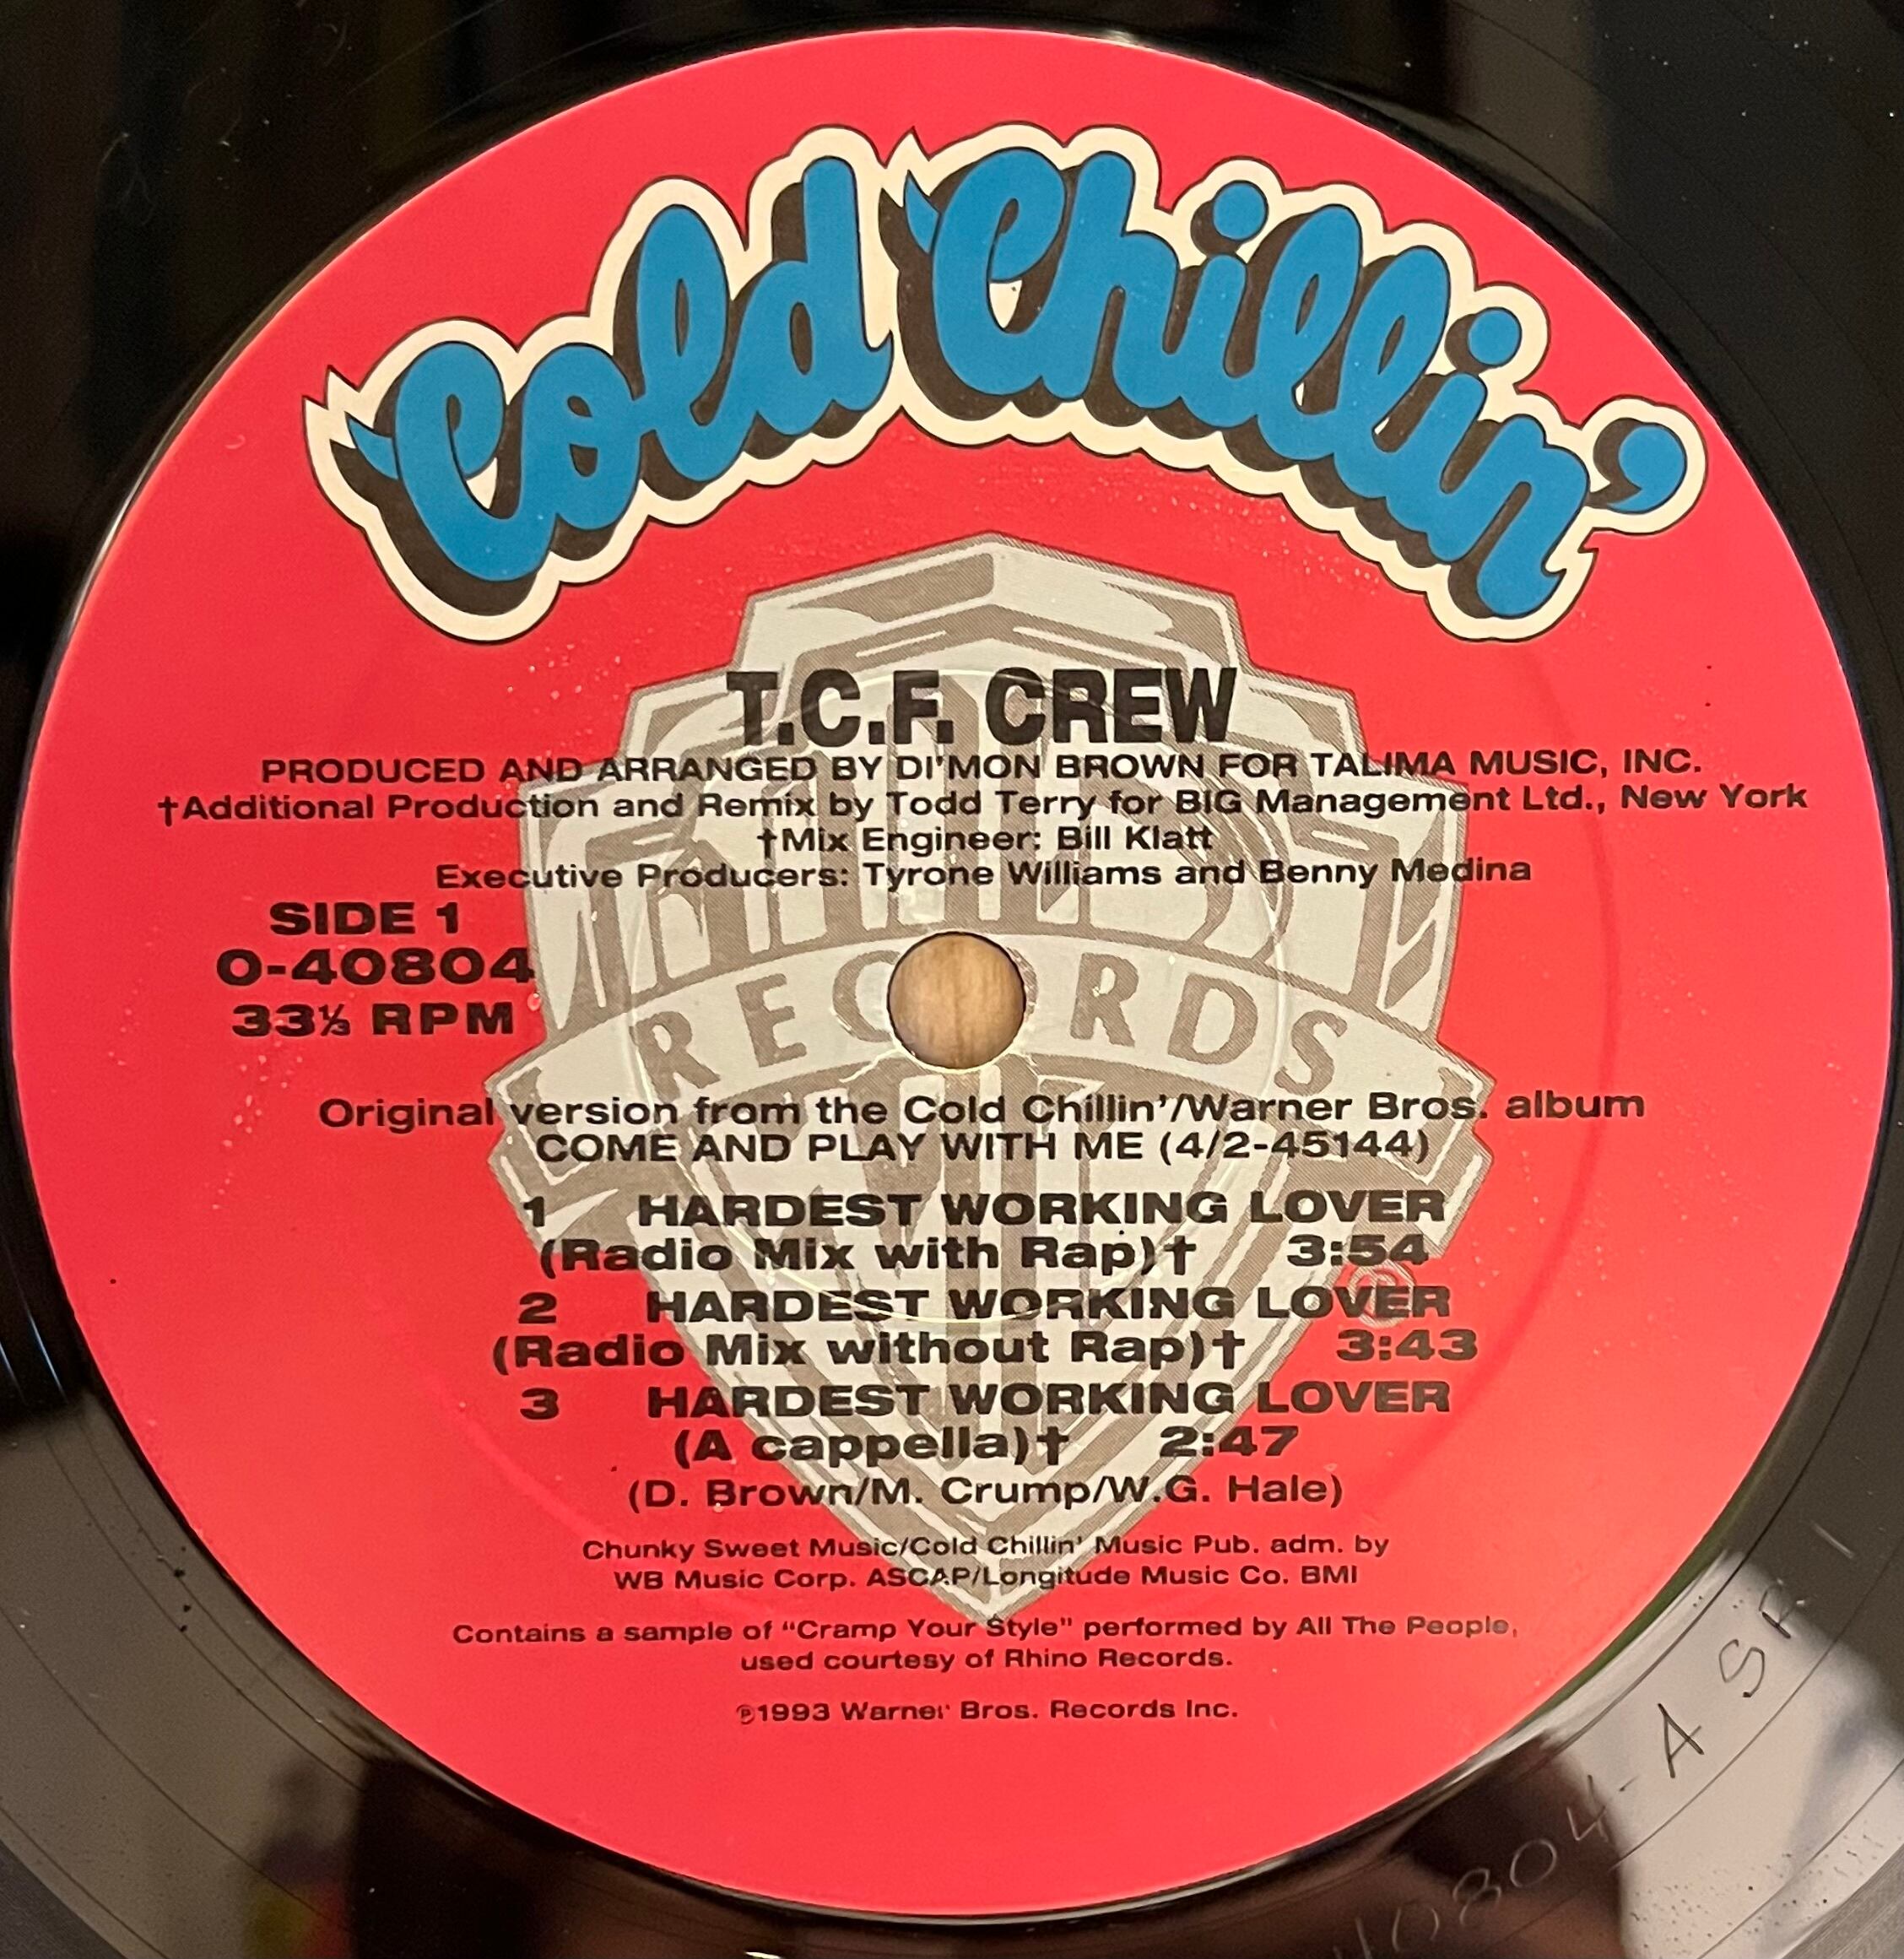 Cold Chillin'
T.C.F. CREW
PRODUCED AND ARRANGED BY DI'MON BROWN FOR TALIMA MUSIC, INC.
†Additional Production and Remix by Todd Terry for BIG Management Ltd., New York
†Mix Engineer: Bill Klatt
Executive Producers: Tyrone Williams and Benny Medina
SIDE 1
0-40804
33⅓ RPM
RECORDS
Original version from the Cold Chillin'/Warner Bros. album
COME AND PLAY WITH ME (4/2-45144)
1 HARDEST WORKING LOVER
(Radio Mix with Rap)† 3:54
®
2 HARDEST WORKING LOVER
(Radio Mix without Rap)† 3:43
3 HARDEST WORKING LOVER
(A cappella)† 2:47
(D. Brown/M. Crump/W.G. Hale)
Chunky Sweet Music/Cold Chillin' Music Pub. adm. by
WB Music Corp. ASCAP/Longitude Music Co. BMI
Contains a sample of "Cramp Your Style" performed by All The People,
used courtesy of Rhino Records.
℗1993 Warner Bros. Records Inc.
40804-A